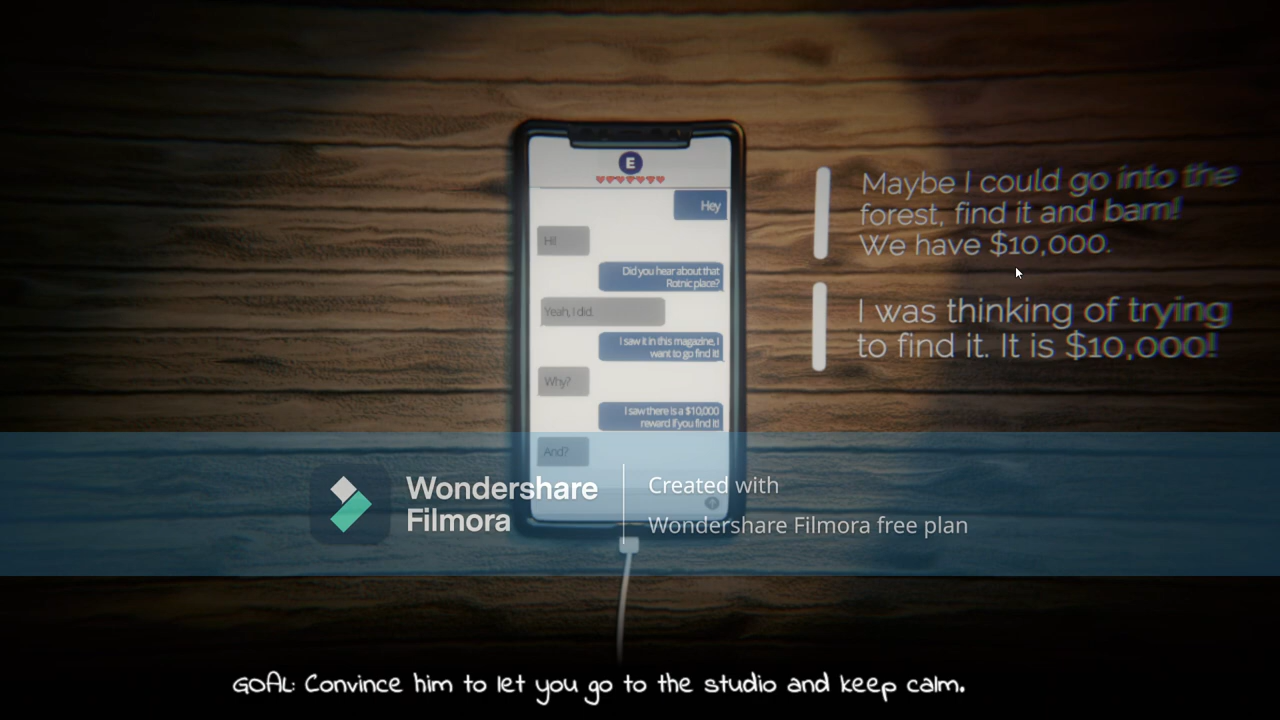 E
Hey
Hi!
Did you hear about that
Rotnic place?
Yeah, I did.
I saw it in this magazine, I
want to go find it!
Why?
I saw there is a $10,000
reward if you find it!
And?
Maybe I could go into the
forest, find it and bam!
We have $10,000.
I was thinking of trying
to find it. It is $10,000!
Wondershare
Filmora
Created with
Wondershare Filmora free plan
GOAL: Convince him to let you go to the studio and keep calm.